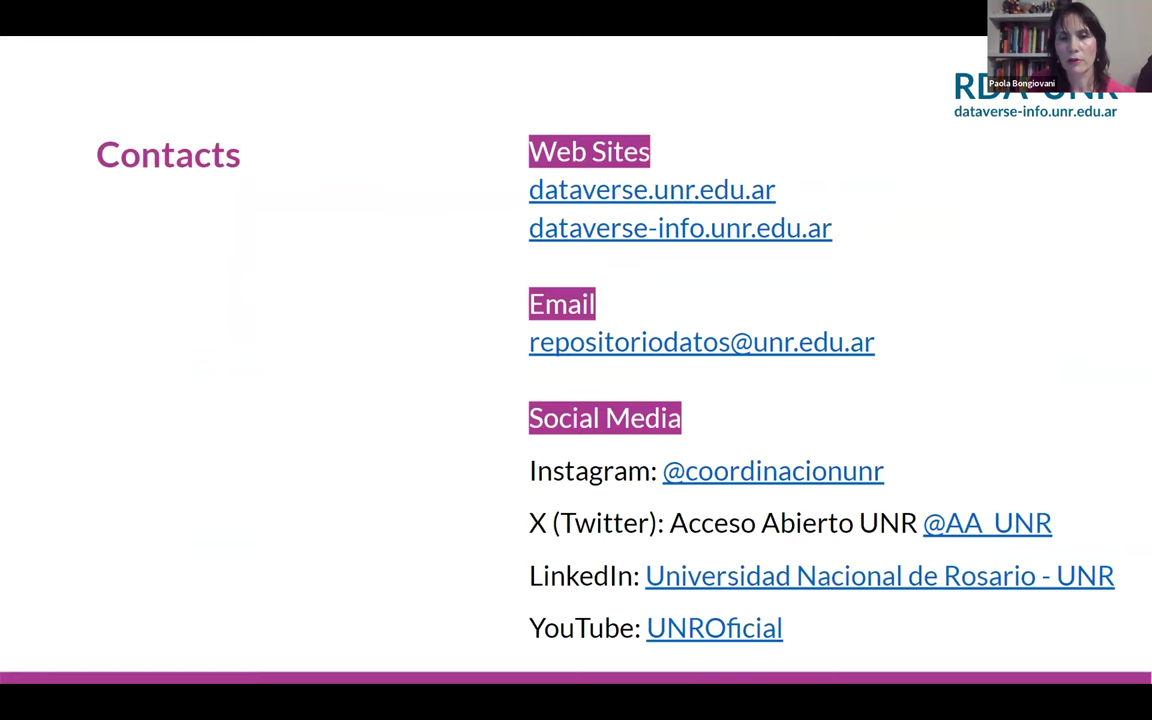 Paola Bongiovani
RDA-UNR
dataverse-info.unr.edu.ar
Contacts
Web Sites
dataverse.unr.edu.ar
dataverse-info.unr.edu.ar
Email
repositoriodatos@unr.edu.ar
Social Media
Instagram: @coordinacionunr
X (Twitter): Acceso Abierto UNR @AA_UNR
LinkedIn: Universidad Nacional de Rosario - UNR
YouTube: UNROficial